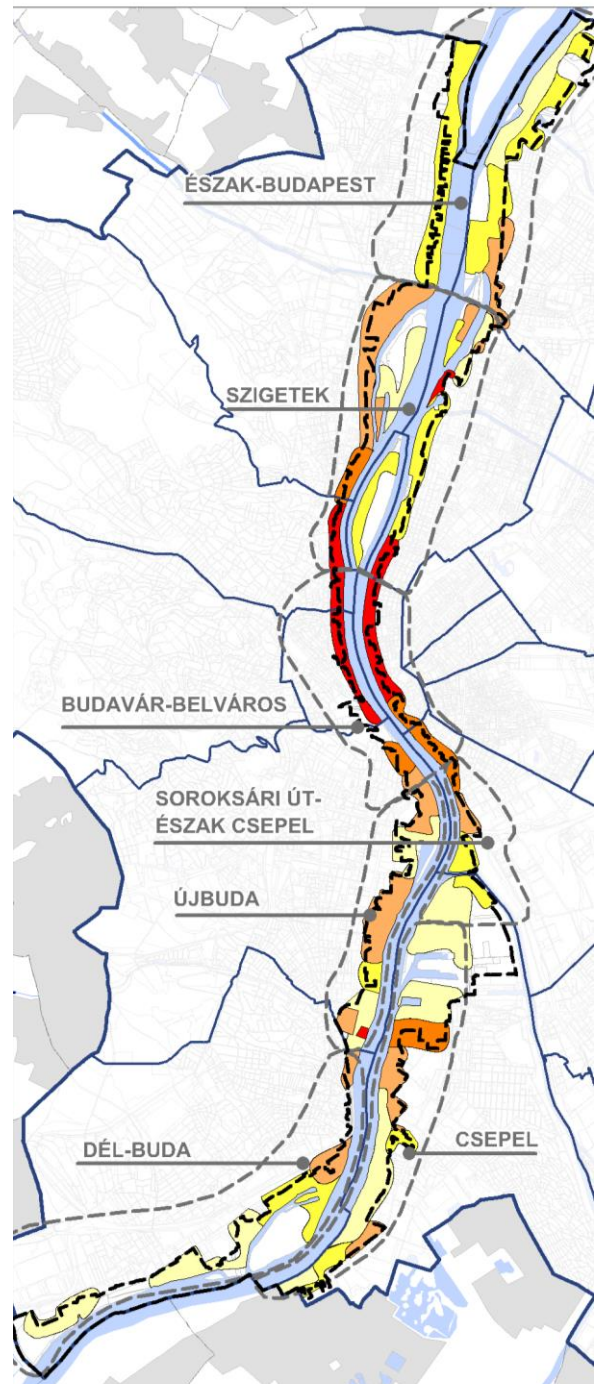 ÉSZAK-BUDAPEST
SZIGETEK
BUDAVÁR-BELVÁROS
SOROKSÁRI ÚT-
ÉSZAK CSEPEL
ÚJBUDA
CSEPEL
DÉL-BUDA